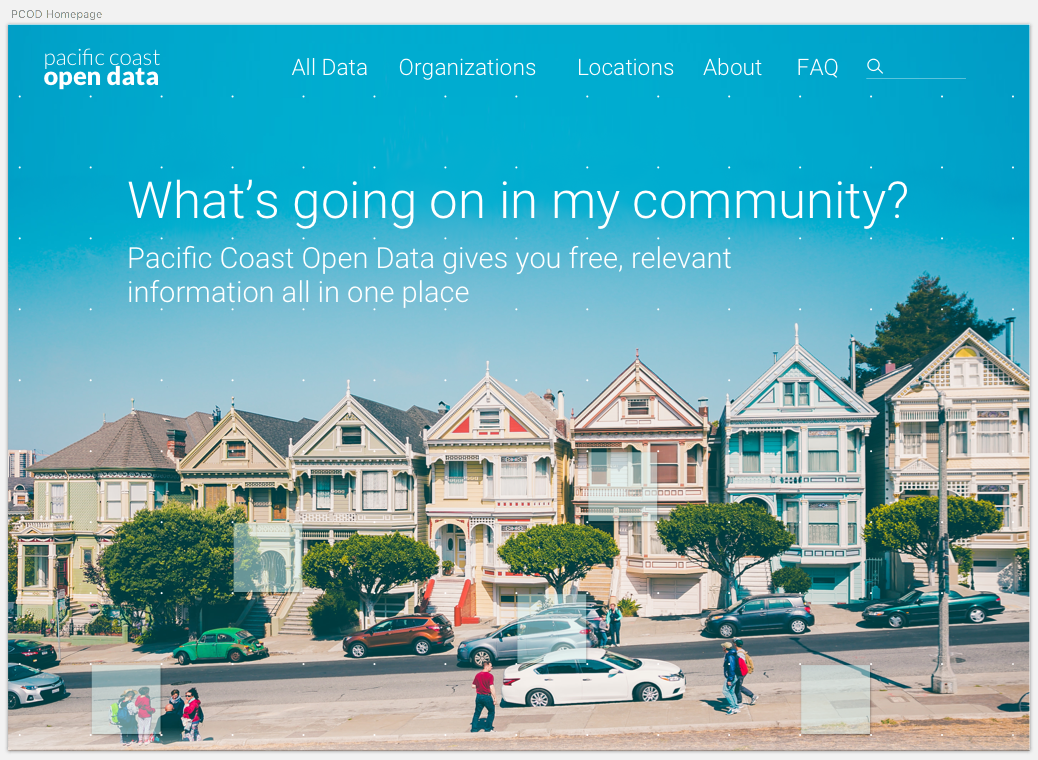 PCOD Homepage
pacific coast
open data
All Data Organizations Locations About FAQ
What's going on in my community?
Pacific Coast Open Data gives you free, relevant
information all in one place